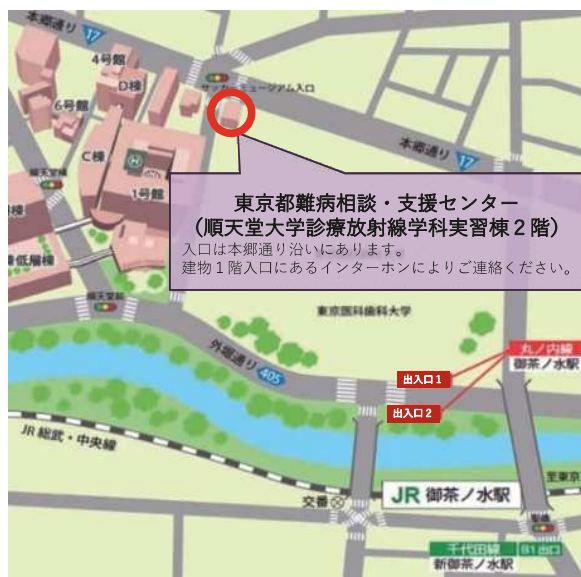 本郷通り 17
4号館
サッカーミュージアム入口
D棟
6号館
本郷通り 17
C棟
H
順天堂横
1号館
東京都難病相談・支援センター
(順天堂大学診療放射線学科実習棟2階)
入口は本郷通り沿いにあります。
建物1階入口にあるインターホンによりご連絡ください。
低層棟
順天堂前
東京医科歯科大学
外堀通り 405
丸ノ内線
御茶ノ水駅
出入口1
出入口2
JR 総武・中央線
至東京
交番
JR 御茶ノ水駅
聖橋
千代田線 B1出口
新御茶ノ水駅